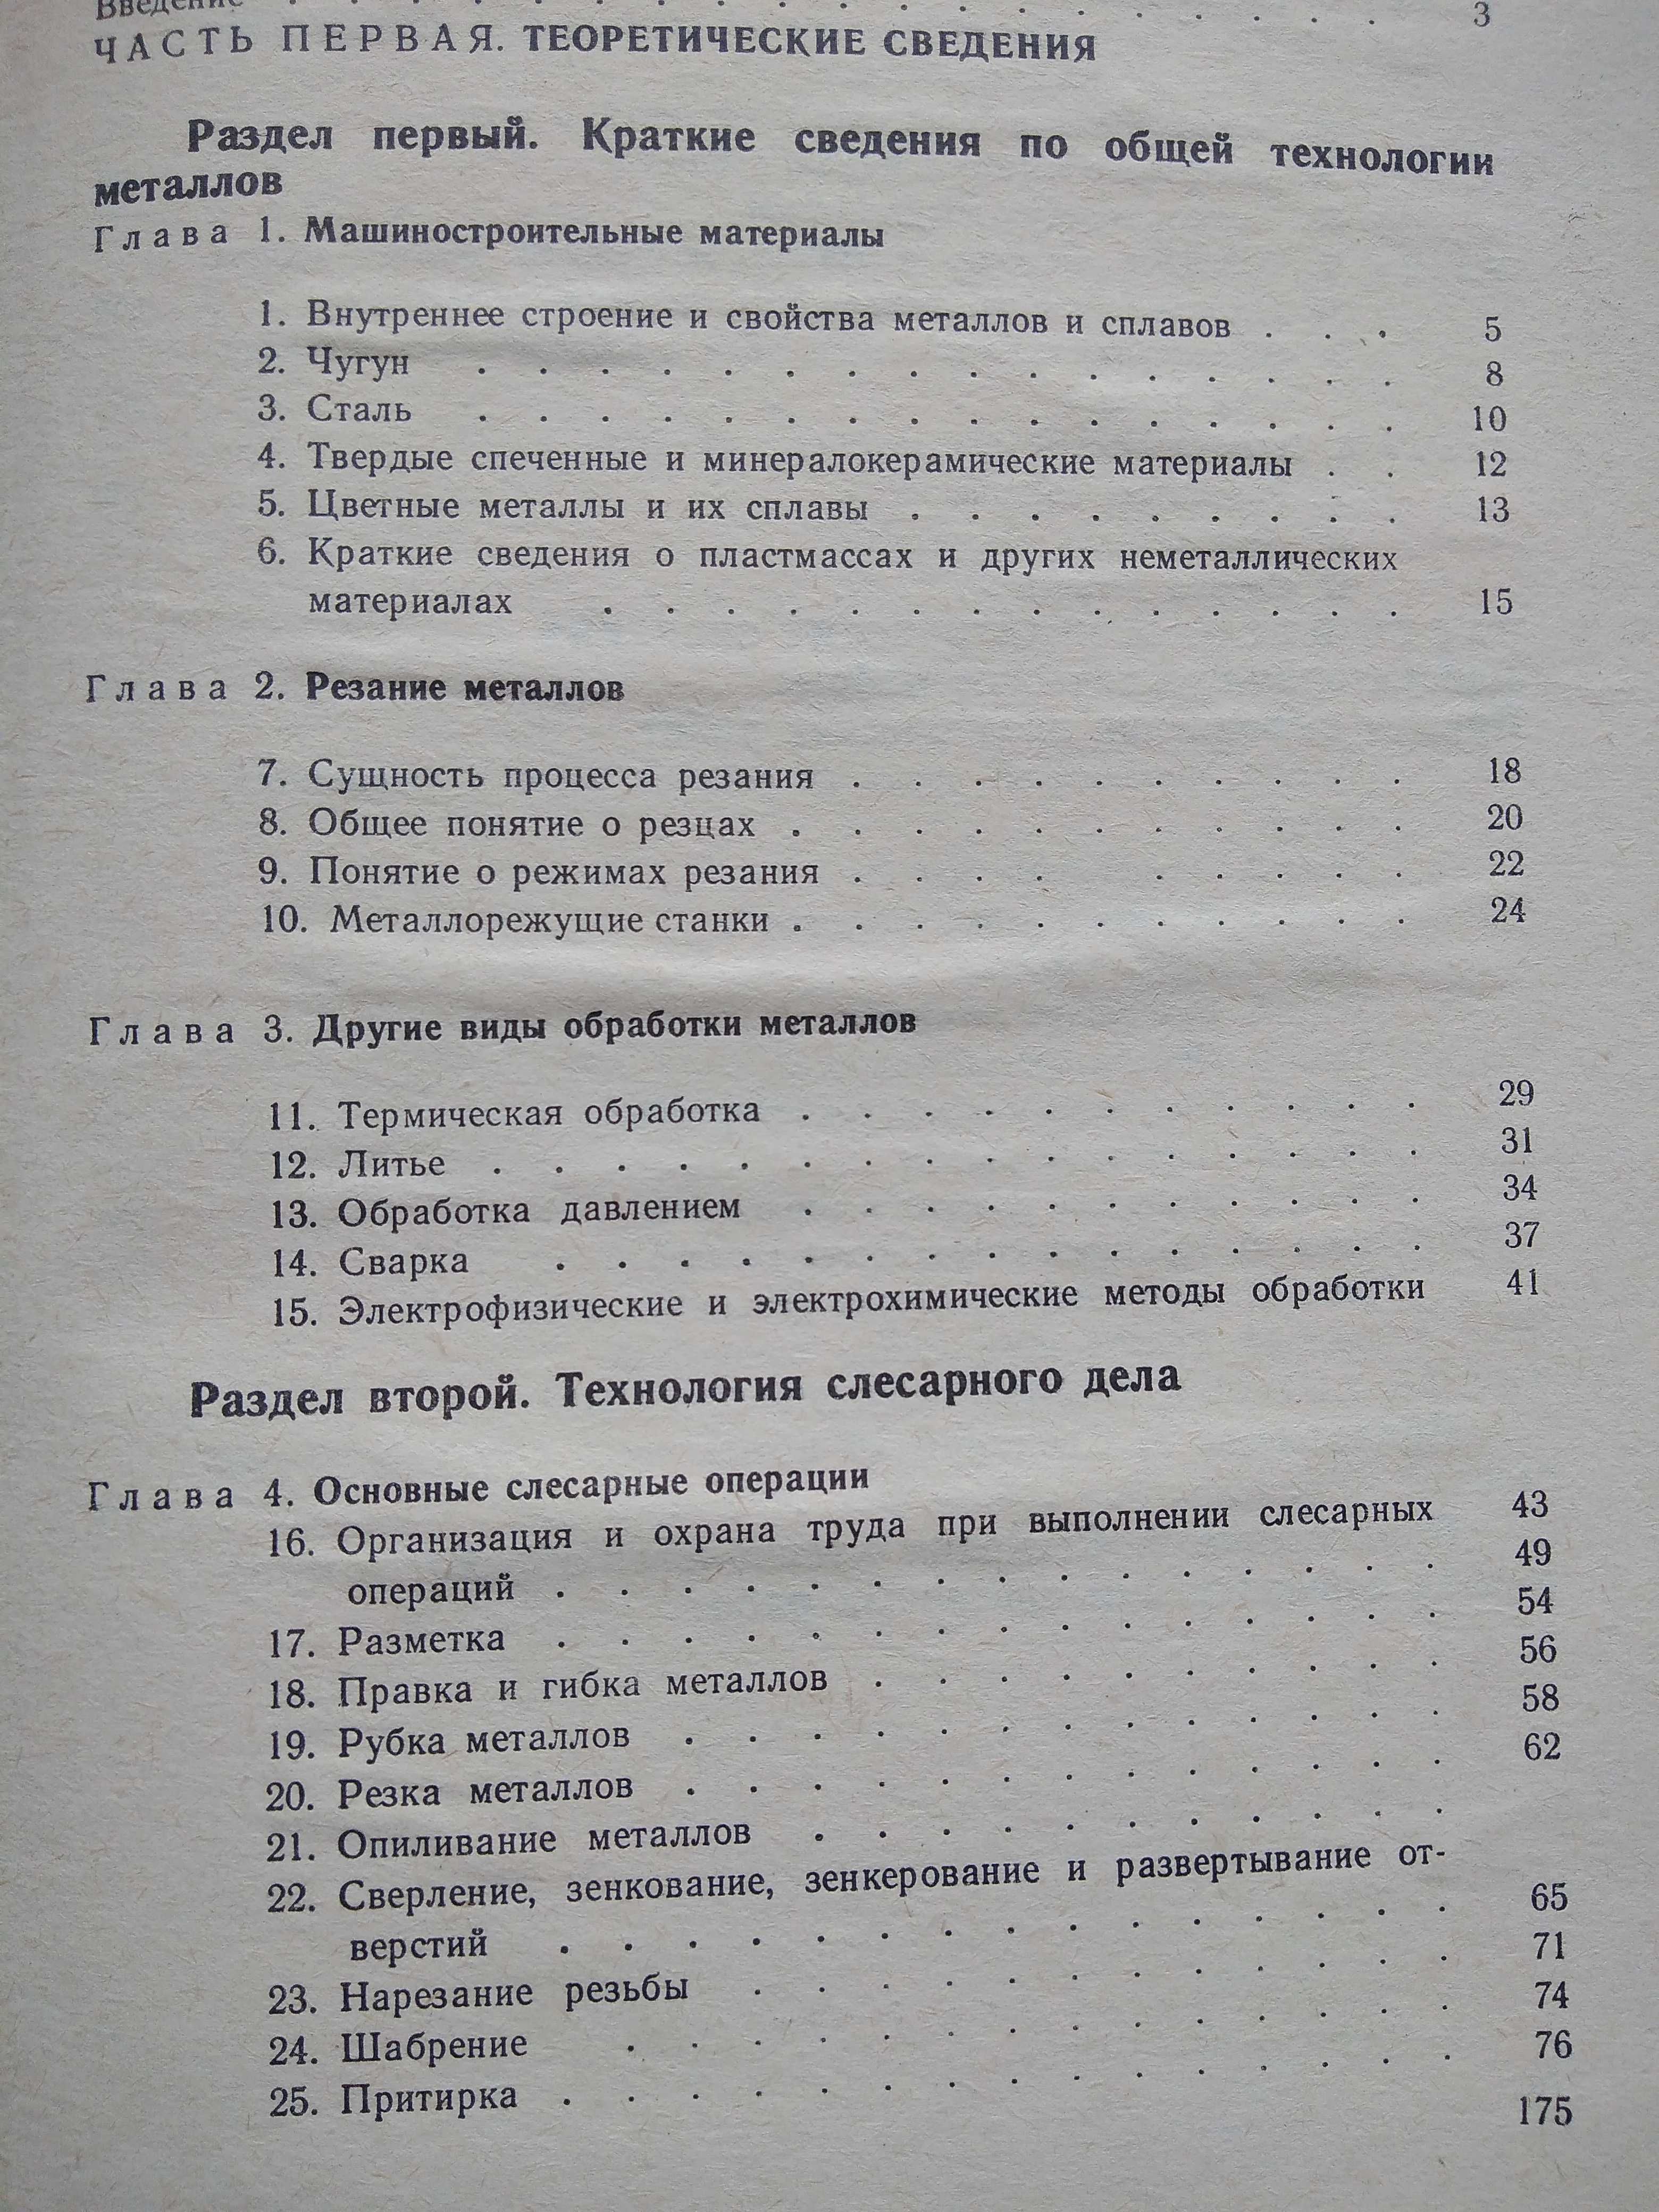 Введение . . . . . . . . . . . . . . . . . . 3
ЧАСТЬ ПЕРВАЯ. ТЕОРЕТИЧЕСКИЕ СВЕДЕНИЯ
Раздел первый. Краткие сведения по общей технологии
металлов
Глава 1. Машиностроительные материалы
1. Внутреннее строение и свойства металлов и сплавов . . . 5
2. Чугун . . . . . . . . . . . . . . . . 8
3. Сталь . . . . . . . . . . . . . . . . 10
4. Твердые спеченные и минералокерамические материалы . . 12
5. Цветные металлы и их сплавы . . . . . . . . . 13
6. Краткие сведения о пластмассах и других неметаллических
материалах . . . . . . . . . . . . . . 15
Глава 2. Резание металлов
7. Сущность процесса резания . . . . . . . . . . 18
8. Общее понятие о резцах . . . . . . . . . . . 20
9. Понятие о режимах резания . . . . . . . . . 22
10. Металлорежущие станки . . . . . . . . . . . 24
Глава 3. Другие виды обработки металлов
11. Термическая обработка . . . . . . . . . . . 29
12. Литье . . . . . . . . . . . . . . . . 31
13. Обработка давлением . . . . . . . . . . . 34
14. Сварка . . . . . . . . . . . . . . . 37
15. Электрофизические и электрохимические методы обработки 41
Раздел второй. Технология слесарного дела
Глава 4. Основные слесарные операции
16. Организация и охрана труда при выполнении слесарных
операций . . . . . . . . . . . . . . . 43
17. Разметка . . . . . . . . . . . . . . . 49
18. Правка и гибка металлов . . . . . . . . . . 54
19. Рубка металлов . . . . . . . . . . . . . 56
20. Резка металлов . . . . . . . . . . . . . 58
21. Опиливание металлов . . . . . . . . . . . 62
22. Сверление, зенкование, зенкерование и развертывание от-
верстий . . . . . . . . . . . . . . . 65
23. Нарезание резьбы . . . . . . . . . . . . 71
24. Шабрение . . . . . . . . . . . . . . 74
25. Притирка . . . . . . . . . . . . . . . 76
175